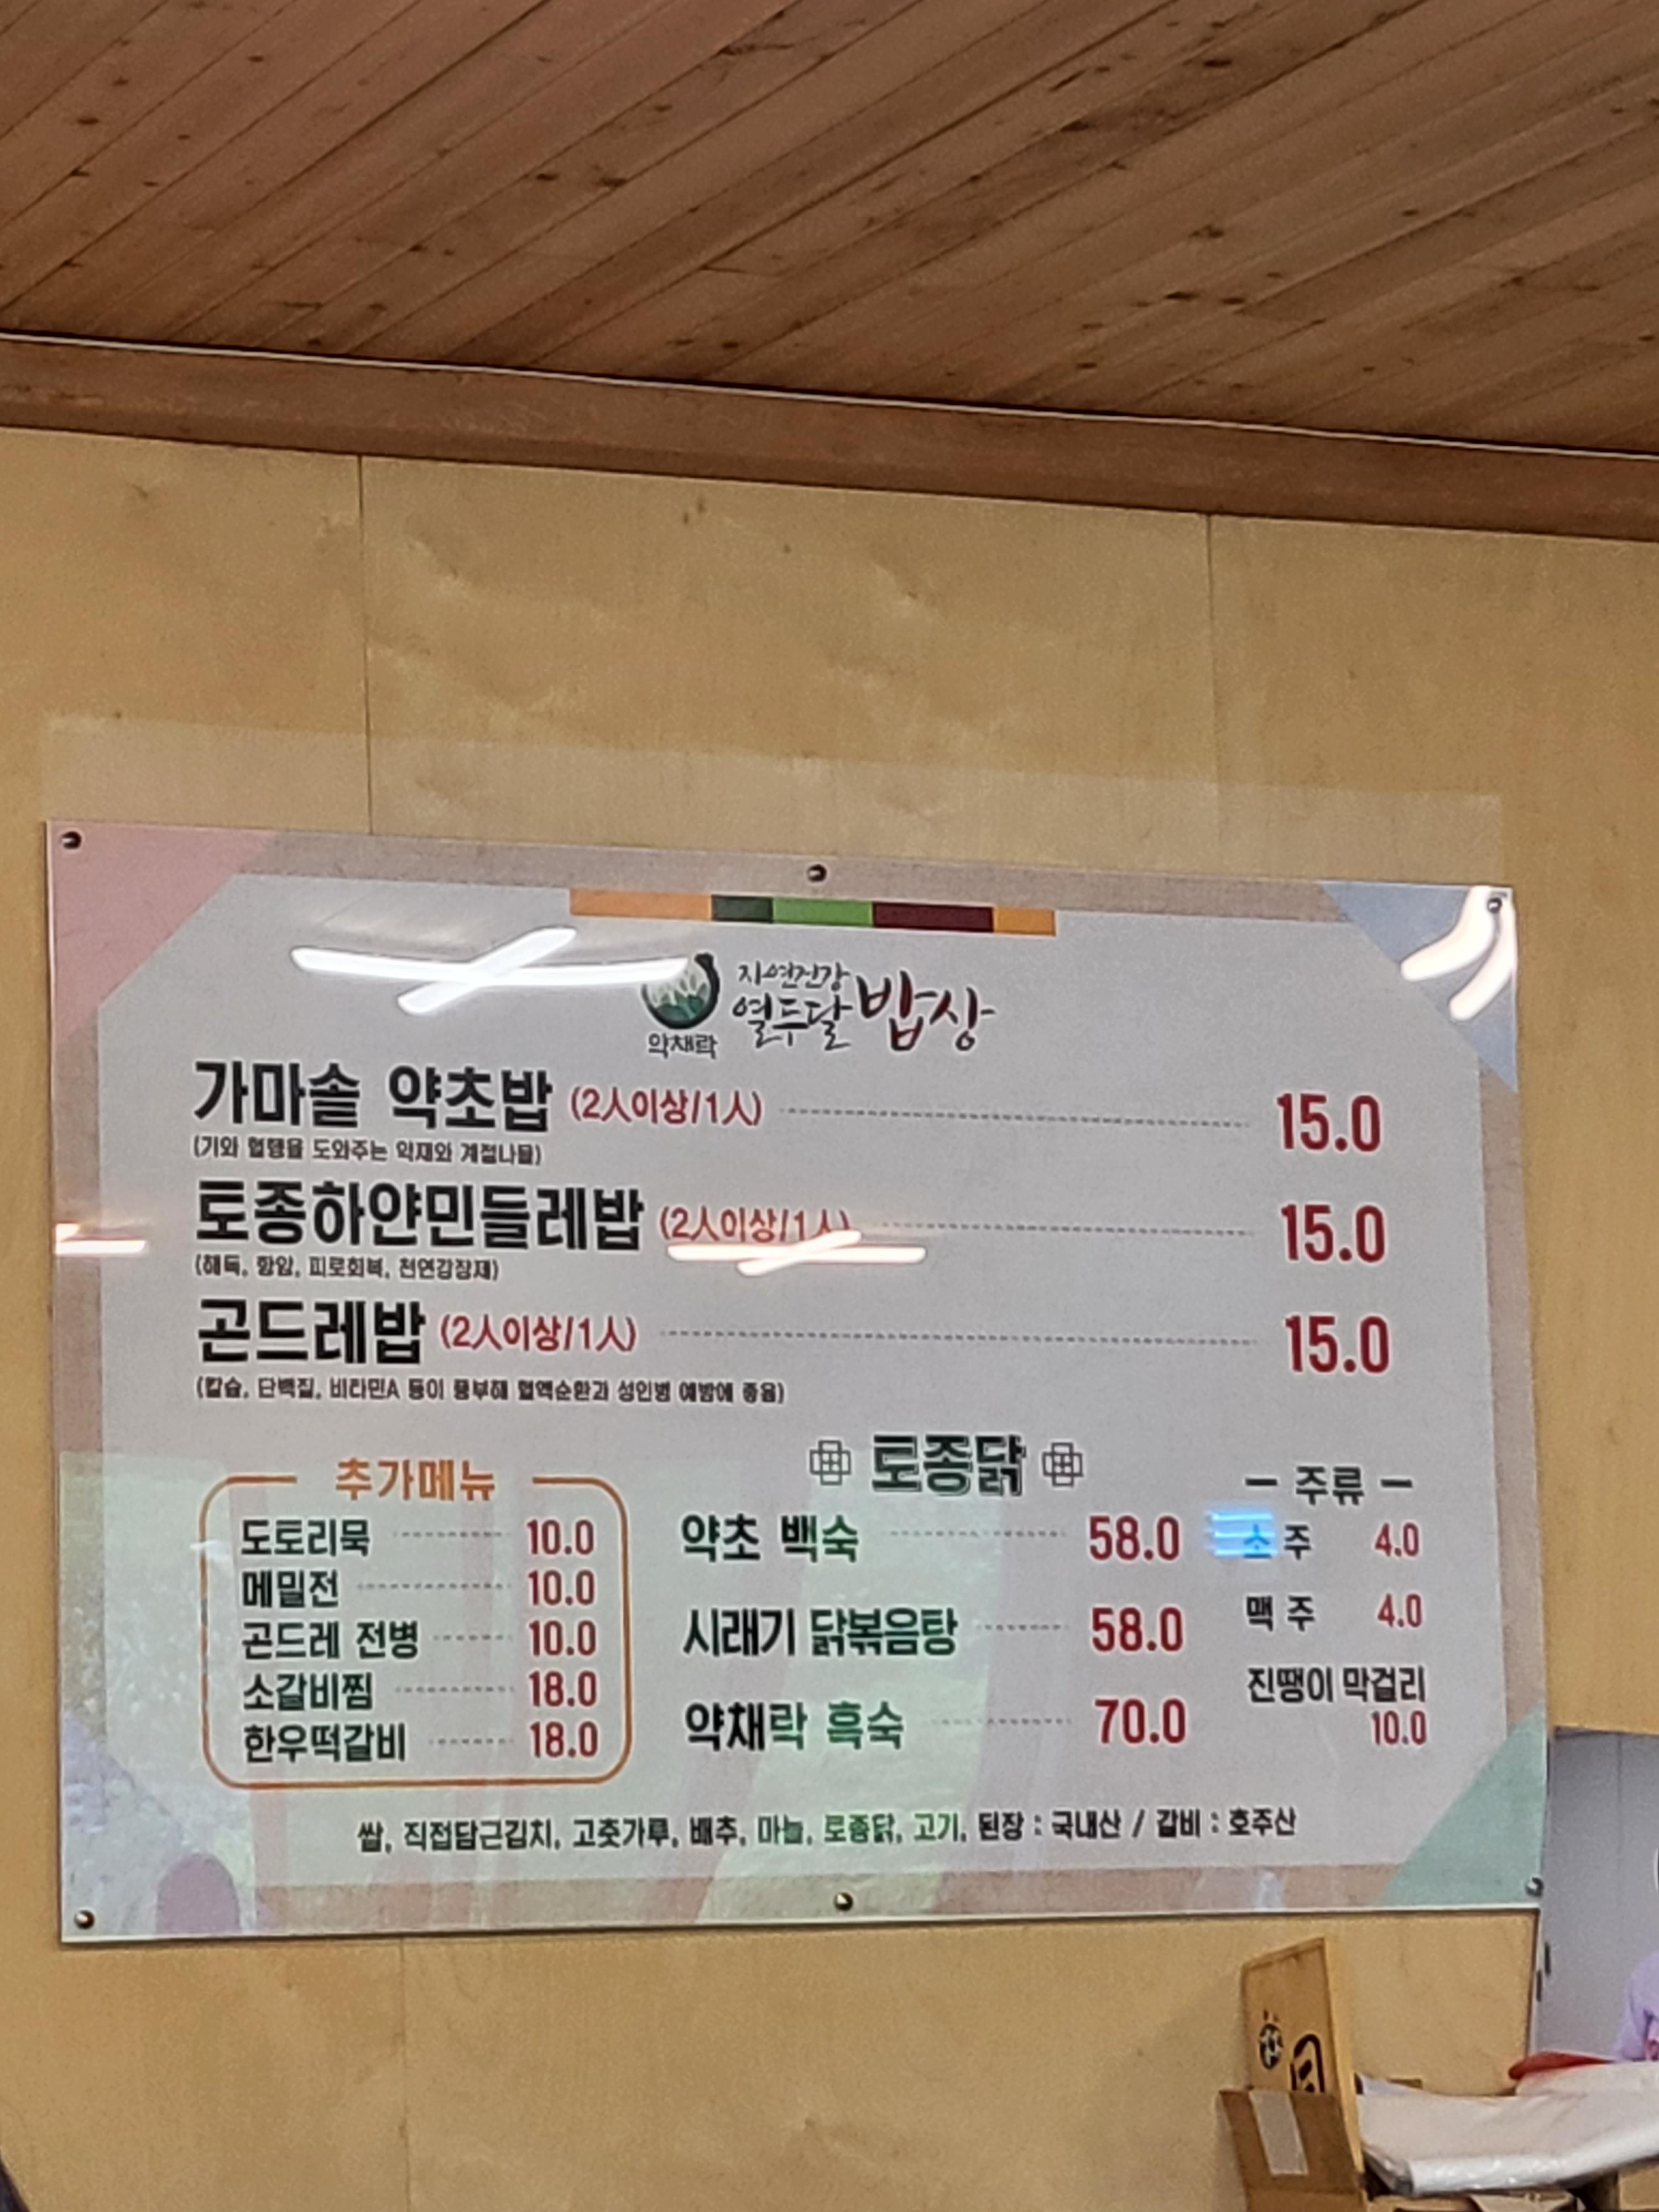 약채락
자연건강
열두달 밥상
가마솥 약초밥 (2人이상/1人) 15.0
(기와 혈행을 도와주는 약재와 계절나물)
토종하얀민들레밥 (2人이상/1人) 15.0
(해독, 항암, 피로회복, 천연강장제)
곤드레밥 (2人이상/1人) 15.0
(칼슘, 단백질, 비타민A 등이 풍부해 혈액순환과 성인병 예방에 좋음)
추가메뉴
도토리묵 10.0
메밀전 10.0
곤드레 전병 10.0
소갈비찜 18.0
한우떡갈비 18.0
토종닭
약초 백숙 58.0
시래기 닭볶음탕 58.0
약채락 흑숙 70.0
— 주류 —
소 주 4.0
맥 주 4.0
진땡이 막걸리
10.0
쌀, 직접담근김치, 고춧가루, 배추, 마늘, 토종닭, 고기, 된장 : 국내산 / 갈비 : 호주산